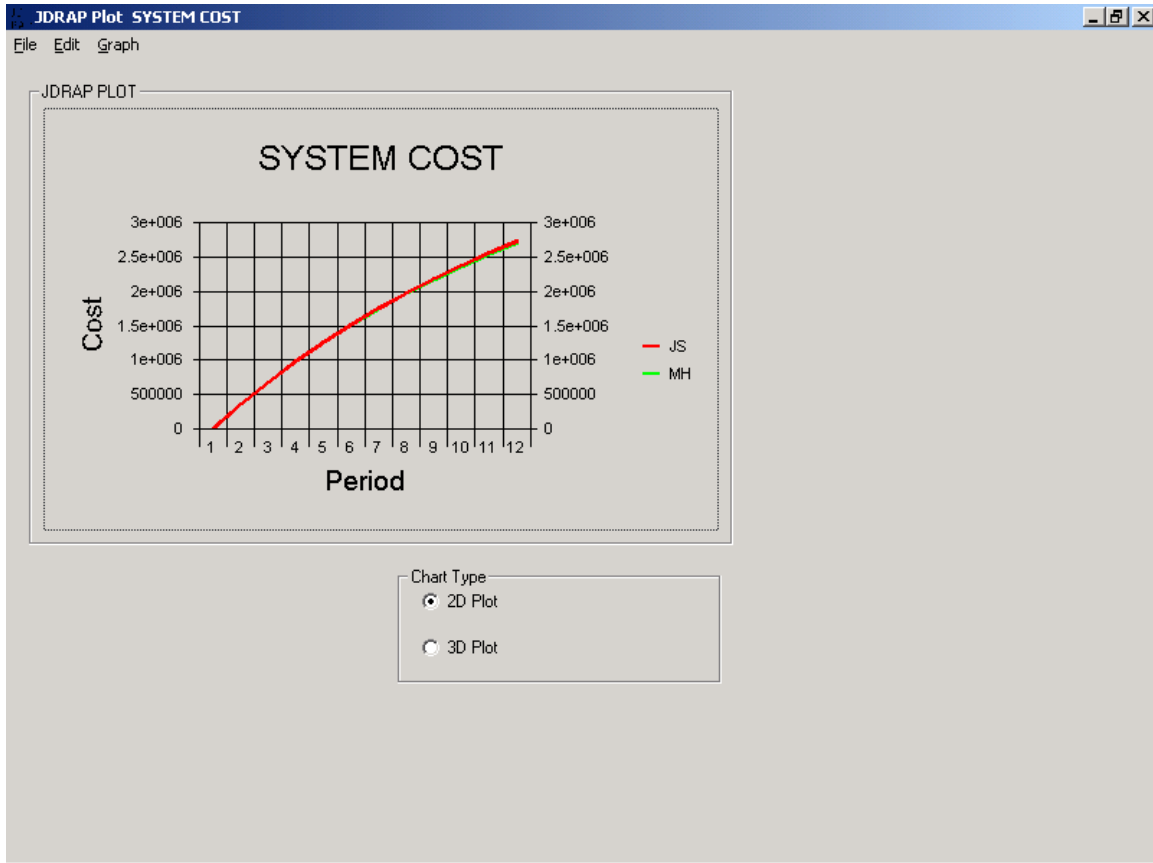 JDRAP Plot SYSTEM COST
File Edit Graph
JDRAP PLOT
SYSTEM COST
3e+006 3e+006
2.5e+006 2.5e+006
2e+006 2e+006
Cost
1.5e+006 1.5e+006
JS
1e+006 1e+006
MH
500000 500000
0 0
1 2 3 4 5 6 7 8 9 10 11 12
Period
Chart Type
2D Plot
3D Plot